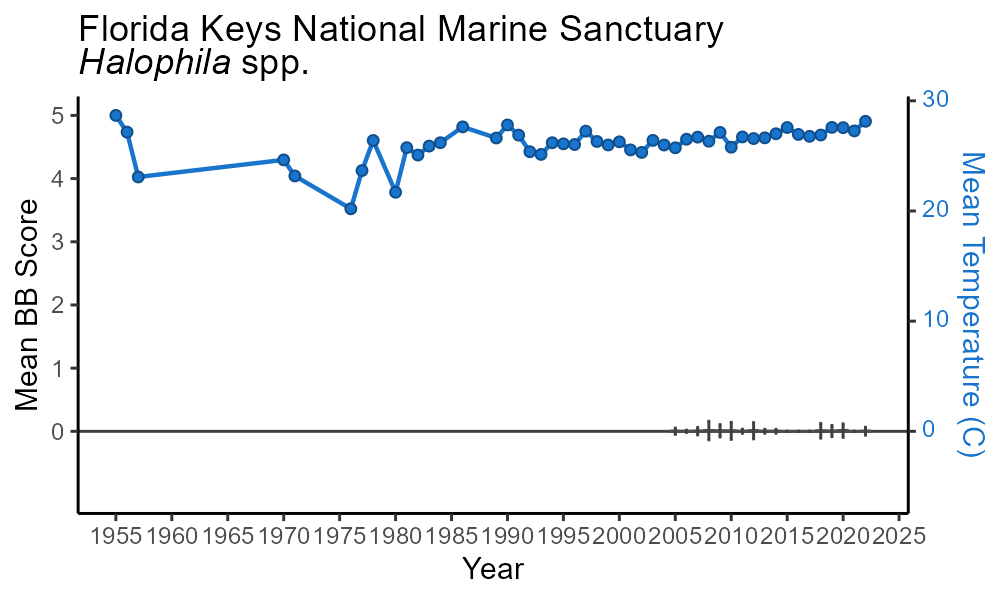 Florida Keys National Marine Sanctuary
Halophila spp.
5
4
3
2
1
0
Mean BB Score
30
20
10
0
Mean Temperature (C)
1955 1960 1965 1970 1975 1980 1985 1990 1995 2000 2005 2010 2015 2020 2025
Year